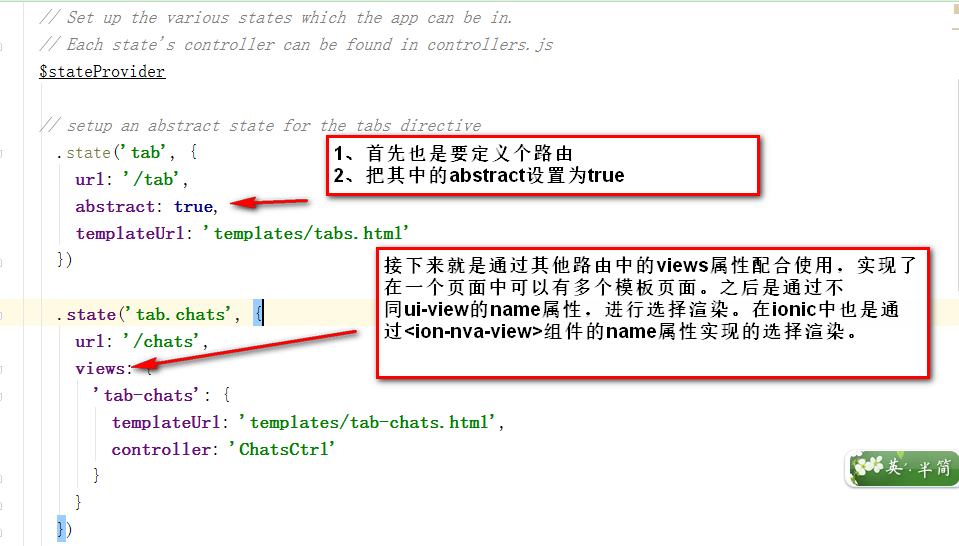 // Set up the various states which the app can be in.
// Each state's controller can be found in controllers.js
$stateProvider
// setup an abstract state for the tabs directive
.state('tab', {
url: '/tab',
abstract: true,
templateUrl: 'templates/tabs.html'
})
1、首先也是要定义个路由
2、把其中的abstract设置为true
接下来就是通过其他路由中的views属性配合使用，实现了
在一个页面中可以有多个模板页面。之后是通过不
同ui-view的name属性，进行选择渲染。在ionic中也是通
过<ion-nva-view>组件的name属性实现的选择渲染。
.state('tab.chats', {
url: '/chats',
views: {
'tab-chats': {
templateUrl: 'templates/tab-chats.html',
controller: 'ChatsCtrl'
}
}
})
英 半 简